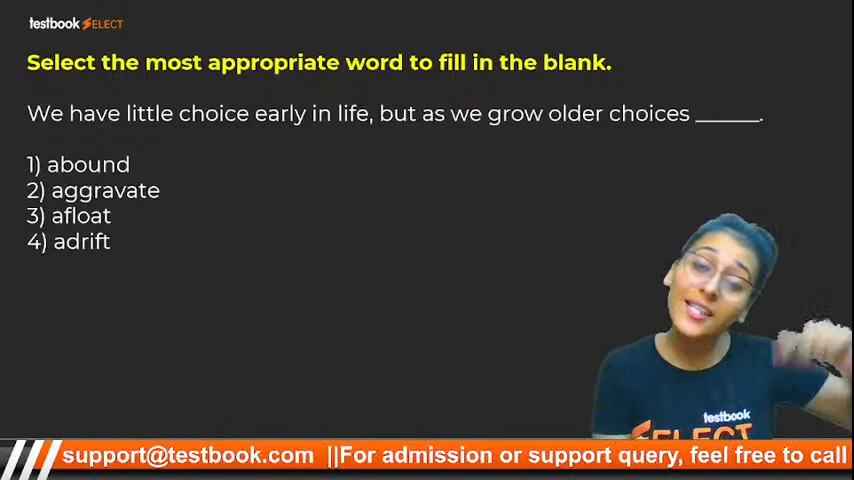 testbook SELECT
Select the most appropriate word to fill in the blank.
We have little choice early in life, but as we grow older choices ______.
1) abound
2) aggravate
3) afloat
4) adrift
testbook
SELECT
support@testbook.com ||For admission or support query, feel free to call